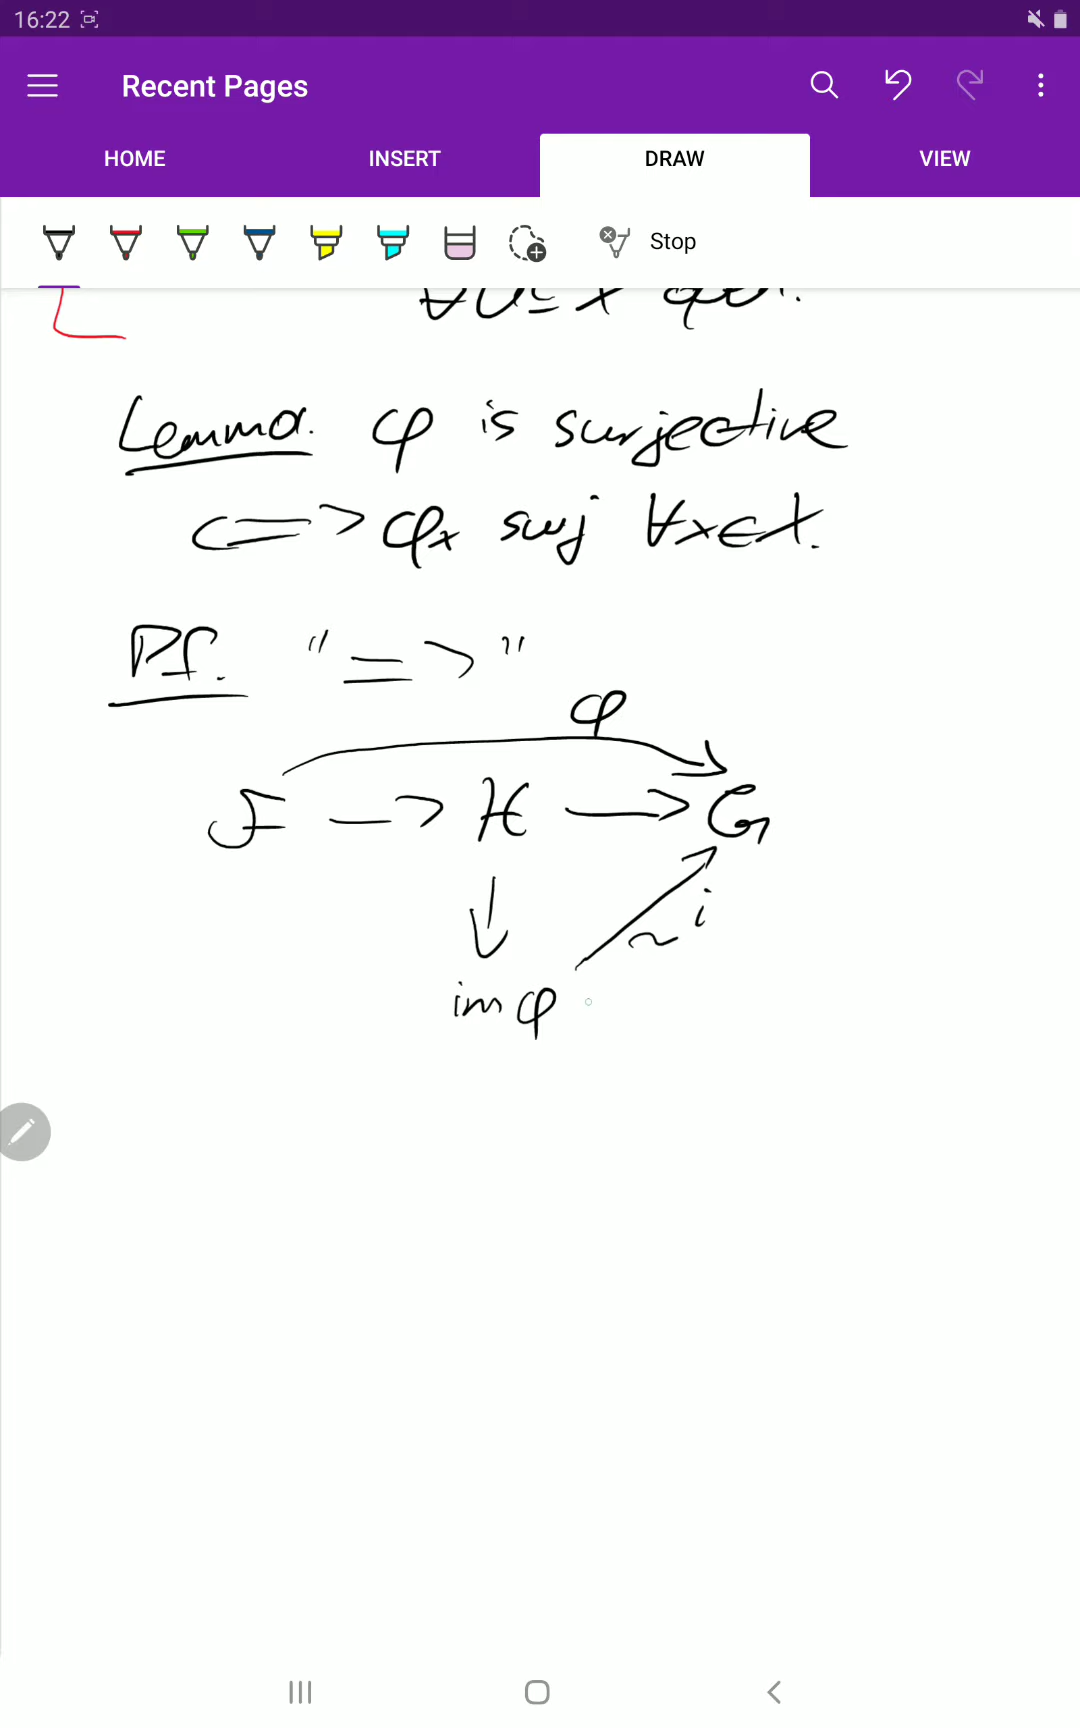 16:22
Recent Pages
HOME INSERT DRAW VIEW
Stop
∀U⊆X
Lemma. φ is surjective
<=> φx surj ∀x∈X.
Pf. "=>"
φ
F -> H -> G
~ i
im φ